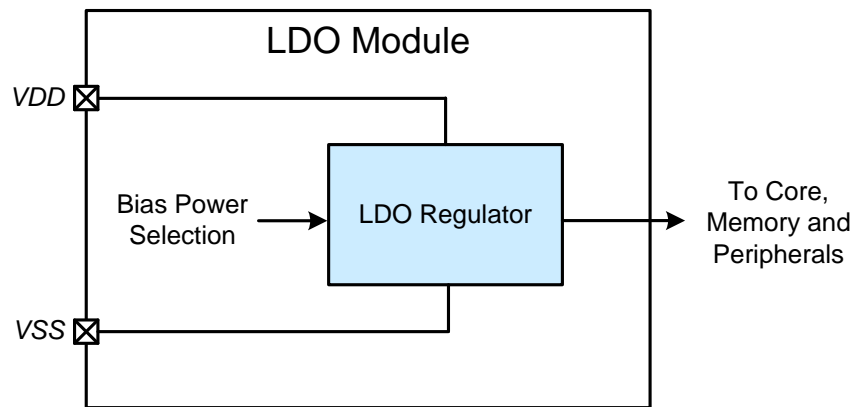 LDO Module
VDD
Bias Power
Selection
LDO Regulator
To Core,
Memory and
Peripherals
VSS